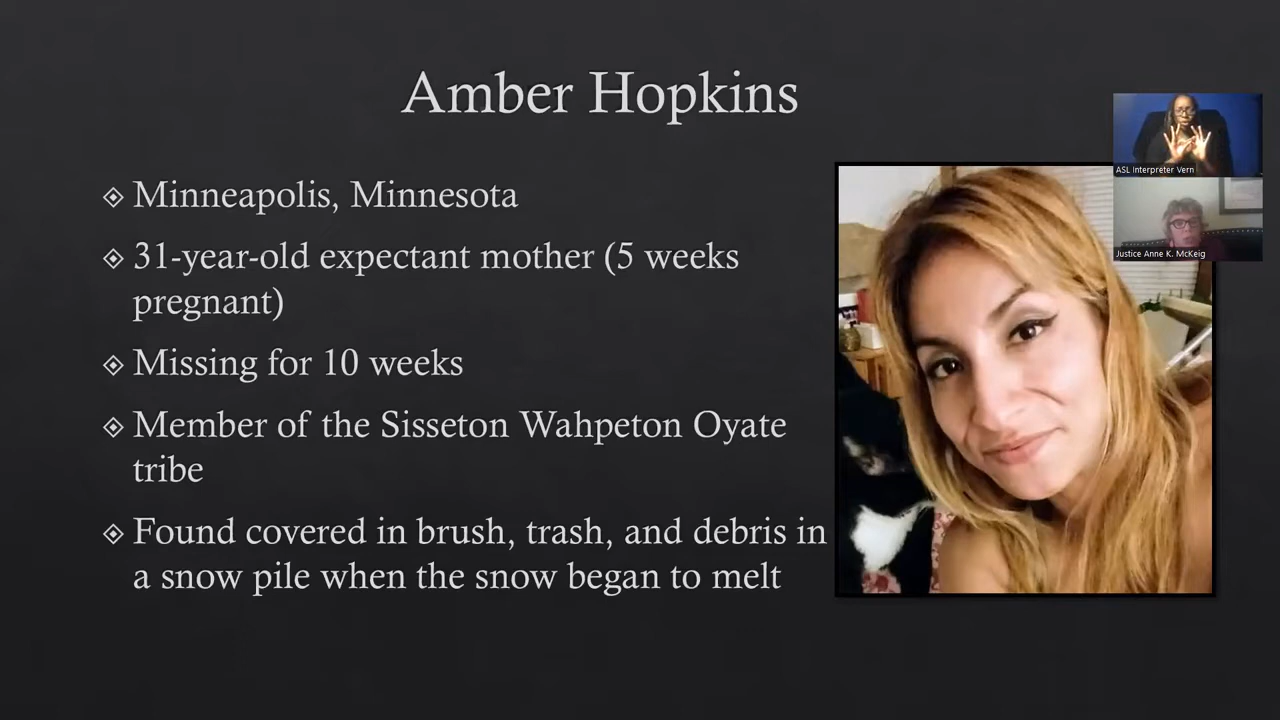 Amber Hopkins
ASL Interpreter Vern
Justice Anne K. McKeig
Minneapolis, Minnesota
31-year-old expectant mother (5 weeks
pregnant)
Missing for 10 weeks
Member of the Sisseton Wahpeton Oyate
tribe
Found covered in brush, trash, and debris in
a snow pile when the snow began to melt